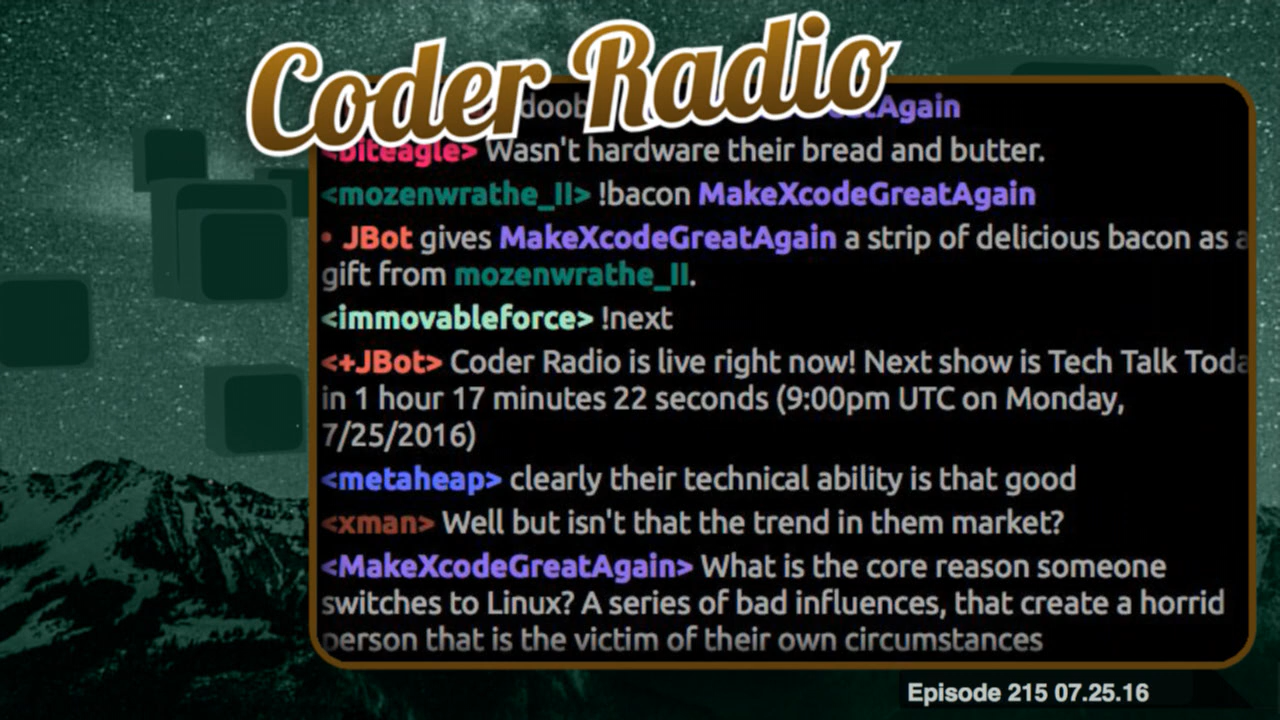 Coder Radio
doob Again
<biteagle> Wasn't hardware their bread and butter.
<mozenwrathe_II> !bacon MakeXcodeGreatAgain
• JBot gives MakeXcodeGreatAgain a strip of delicious bacon as a
gift from mozenwrathe_II.
<immovableforce> !next
<+JBot> Coder Radio is live right now! Next show is Tech Talk Toda
in 1 hour 17 minutes 22 seconds (9:00pm UTC on Monday,
7/25/2016)
<metaheap> clearly their technical ability is that good
<xman> Well but isn't that the trend in them market?
<MakeXcodeGreatAgain> What is the core reason someone
switches to Linux? A series of bad influences, that create a horrid
person that is the victim of their own circumstances
Episode 215 07.25.16